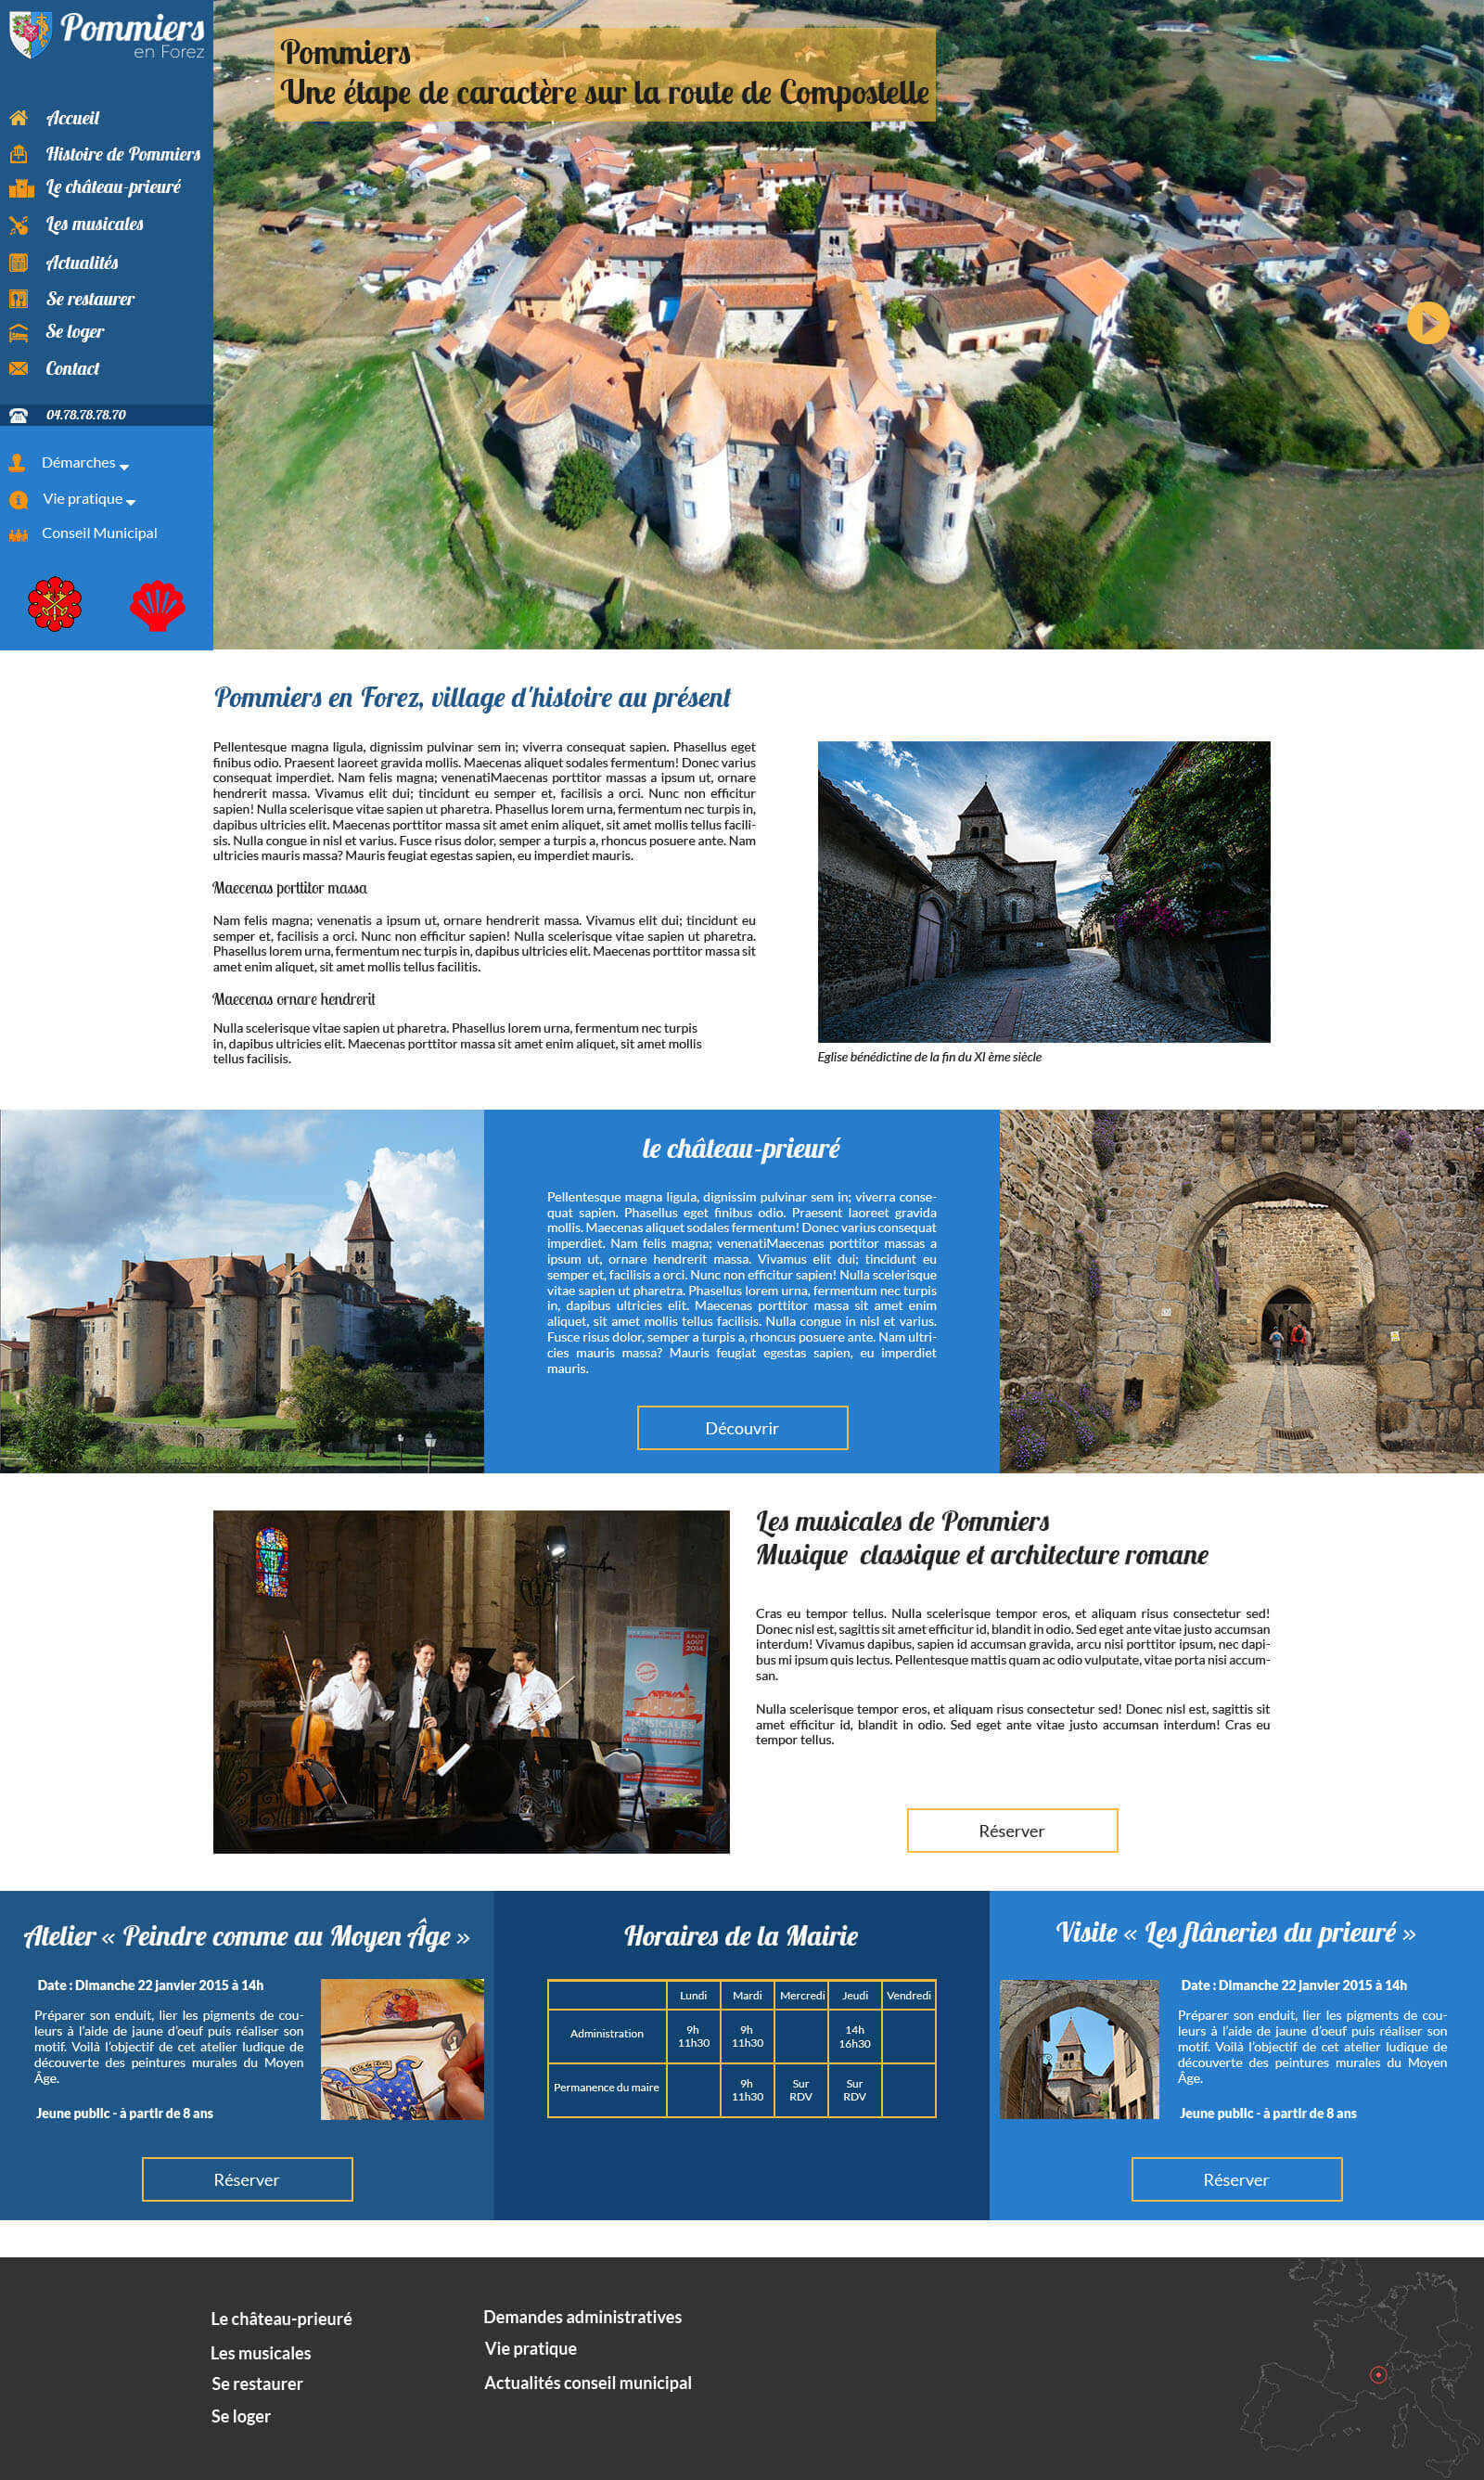 Pommiers
en Forez
Accueil
Histoire de Pommiers
Le château-prieuré
Les musicales
Actualités
Se restaurer
Se loger
Contact
04.78.78.78.70
Démarches
Vie pratique
Conseil Municipal
Pommiers
Une étape de caractère sur la route de Compostelle
Pommiers en Forez, village d'histoire au présent
Pellentesque magna ligula, dignissim pulvinar sem in; viverra consequat sapien. Phasellus eget
finibus odio. Praesent laoreet gravida mollis. Maecenas aliquet sodales fermentum! Donec varius
consequat imperdiet. Nam felis magna; venenatiMaecenas porttitor massas a ipsum ut, ornare
hendrerit massa. Vivamus elit dui; tincidunt eu semper et, facilisis a orci. Nunc non efficitur
sapien! Nulla scelerisque vitae sapien ut pharetra. Phasellus lorem urna, fermentum nec turpis in,
dapibus ultricies elit. Maecenas porttitor massa sit amet enim aliquet, sit amet mollis tellus facili-
sis. Nulla congue in nisl et varius. Fusce risus dolor, semper a turpis a, rhoncus posuere ante. Nam
ultricies mauris massa? Mauris feugiat egestas sapien, eu imperdiet mauris.
Maecenas porttitor massa
Nam felis magna; venenatis a ipsum ut, ornare hendrerit massa. Vivamus elit dui; tincidunt eu
semper et, facilisis a orci. Nunc non efficitur sapien! Nulla scelerisque vitae sapien ut pharetra.
Phasellus lorem urna, fermentum nec turpis in, dapibus ultricies elit. Maecenas porttitor massa sit
amet enim aliquet, sit amet mollis tellus facilitis.
Maecenas ornare hendrerit
Nulla scelerisque vitae sapien ut pharetra. Phasellus lorem urna, fermentum nec turpis
in, dapibus ultricies elit. Maecenas porttitor massa sit amet enim aliquet, sit amet mollis
tellus facilisis.
Eglise bénédictine de la fin du XI ème siècle
le château-prieuré
Pellentesque magna ligula, dignissim pulvinar sem in; viverra conse-
quat sapien. Phasellus eget finibus odio. Praesent laoreet gravida
mollis. Maecenas aliquet sodales fermentum! Donec varius consequat
imperdiet. Nam felis magna; venenatiMaecenas porttitor massas a
ipsum ut, ornare hendrerit massa. Vivamus elit dui; tincidunt eu
semper et, facilisis a orci. Nunc non efficitur sapien! Nulla scelerisque
vitae sapien ut pharetra. Phasellus lorem urna, fermentum nec turpis
in, dapibus ultricies elit. Maecenas porttitor massa sit amet enim
aliquet, sit amet mollis tellus facilisis. Nulla congue in nisl et varius.
Fusce risus dolor, semper a turpis a, rhoncus posuere ante. Nam ultri-
cies mauris massa? Mauris feugiat egestas sapien, eu imperdiet
mauris.
Découvrir
AOÛT
2014
MUSICALES
POMMIERS
Les musicales de Pommiers
Musique classique et architecture romane
Cras eu tempor tellus. Nulla scelerisque tempor eros, et aliquam risus consectetur sed!
Donec nisl est, sagittis sit amet efficitur id, blandit in odio. Sed eget ante vitae justo accumsan
interdum! Vivamus dapibus, sapien id accumsan gravida, arcu nisi porttitor ipsum, nec dapi-
bus mi ipsum quis lectus. Pellentesque mattis quam ac odio vulputate, vitae porta nisi accum-
san.
Nulla scelerisque tempor eros, et aliquam risus consectetur sed! Donec nisl est, sagittis sit
amet efficitur id, blandit in odio. Sed eget ante vitae justo accumsan interdum! Cras eu
tempor tellus.
Réserver
Atelier « Peindre comme au Moyen Âge »
Date : Dimanche 22 janvier 2015 à 14h
Préparer son enduit, lier les pigments de cou-
leurs à l'aide de jaune d'oeuf puis réaliser son
motif. Voilà l'objectif de cet atelier ludique de
découverte des peintures murales du Moyen
Âge.
Jeune public - à partir de 8 ans
Réserver
Horaires de la Mairie
Lundi Mardi Mercredi Jeudi Vendredi
Administration 9h 11h30 9h 11h30 14h 16h30
Permanence du maire 9h 11h30 Sur RDV Sur RDV
Visite « Les flâneries du prieuré »
Date : Dimanche 22 janvier 2015 à 14h
Préparer son enduit, lier les pigments de cou-
leurs à l'aide de jaune d'oeuf puis réaliser son
motif. Voilà l'objectif de cet atelier ludique de
découverte des peintures murales du Moyen
Âge.
Jeune public - à partir de 8 ans
Réserver
Le château-prieuré
Les musicales
Se restaurer
Se loger
Demandes administratives
Vie pratique
Actualités conseil municipal